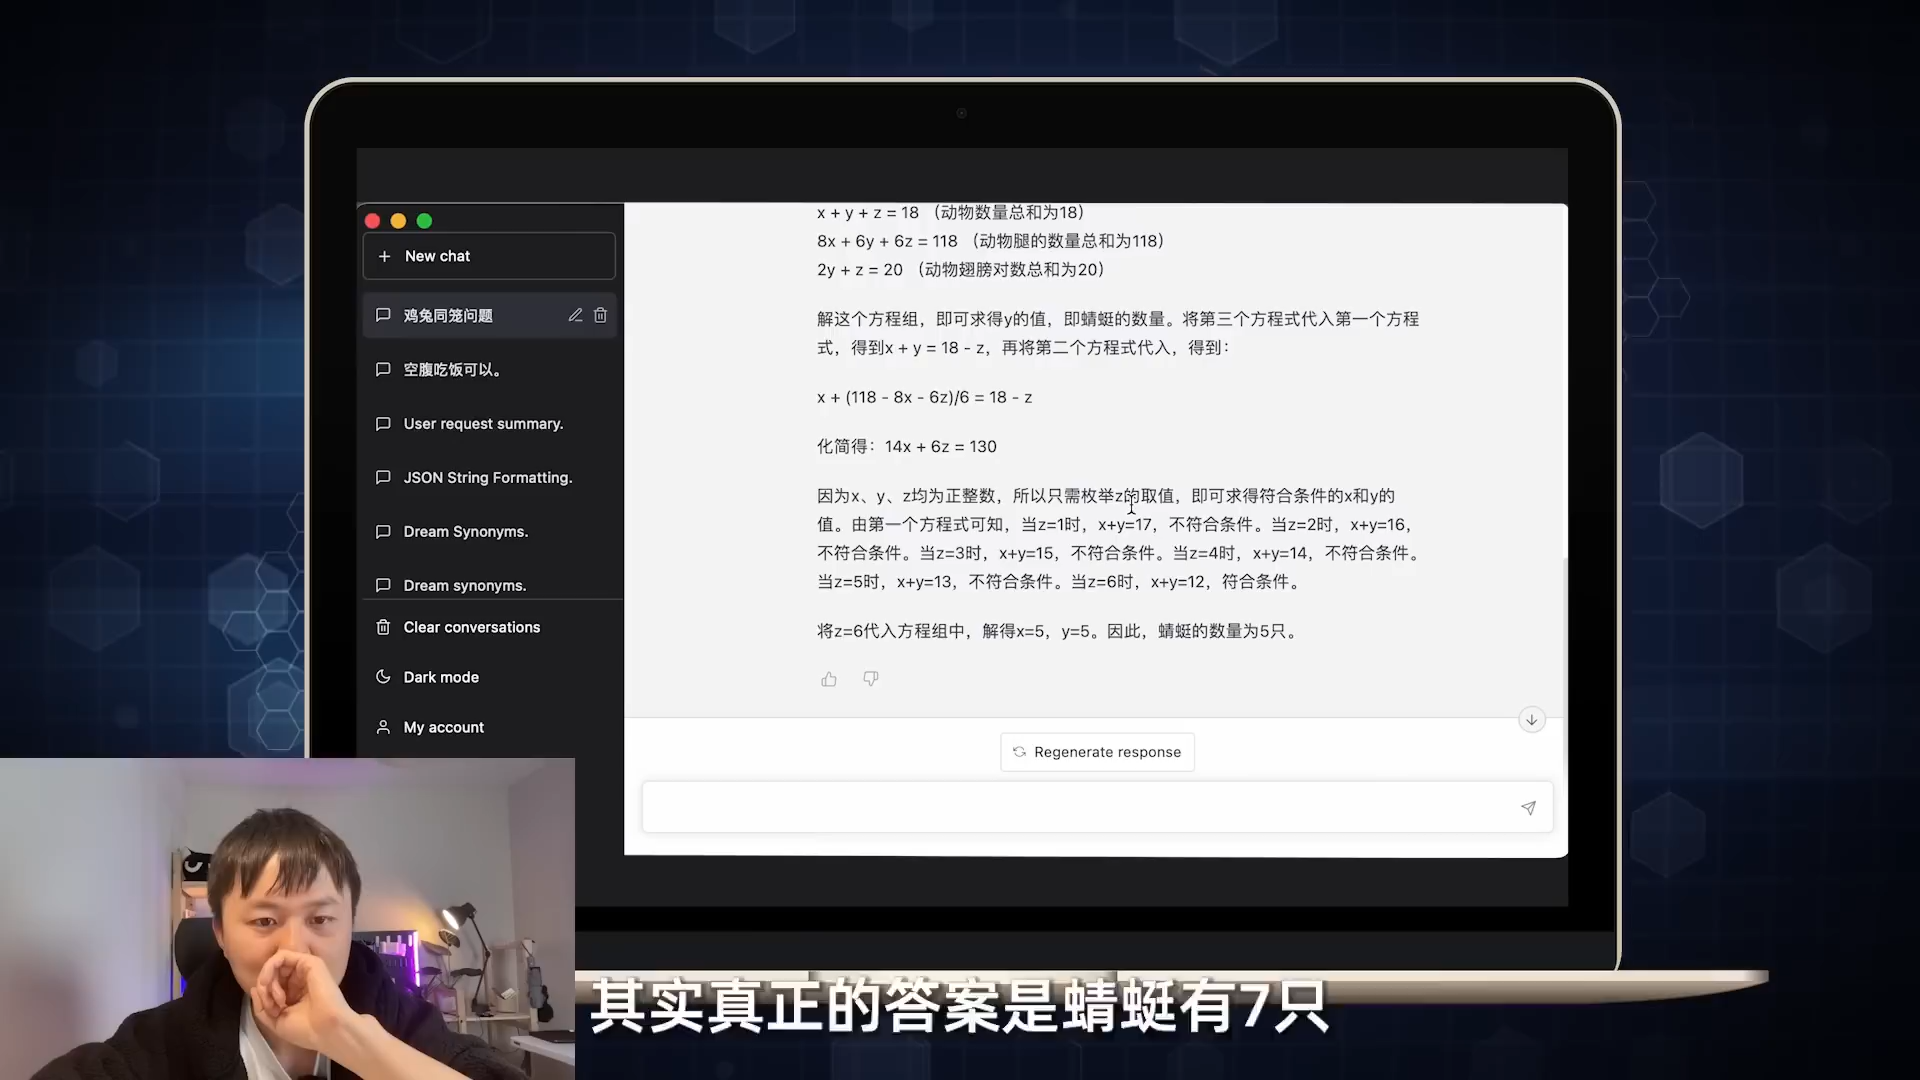 x + y + z = 18 （动物数量总和为18）
8x + 6y + 6z = 118 （动物腿的数量总和为118）
2y + z = 20 （动物翅膀对数总和为20）
解这个方程组，即可求得y的值，即蜻蜓的数量。将第三个方程式代入第一个方程
式，得到x + y = 18 - z，再将第二个方程式代入，得到：
x + (118 - 8x - 6z)/6 = 18 - z
化简得：14x + 6z = 130
因为x、y、z均为正整数，所以只需枚举z的取值，即可求得符合条件的x和y的
值。由第一个方程式可知，当z=1时，x+y=17，不符合条件。当z=2时，x+y=16，
不符合条件。当z=3时，x+y=15，不符合条件。当z=4时，x+y=14，不符合条件。
当z=5时，x+y=13，不符合条件。当z=6时，x+y=12，符合条件。
将z=6代入方程组中，解得x=5，y=5。因此，蜻蜓的数量为5只。
New chat
鸡兔同笼问题
空腹吃饭可以。
User request summary.
JSON String Formatting.
Dream Synonyms.
Dream synonyms.
Clear conversations
Dark mode
My account
Regenerate response
其实真正的答案是蜻蜓有7只